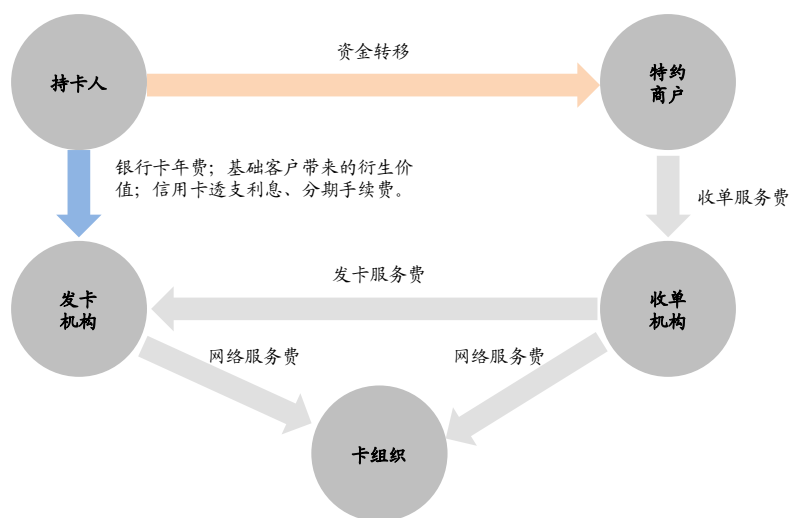 资金转移
持卡人
特约
商户
银行卡年费；基础客户带来的衍生价
值；信用卡透支利息、分期手续费。
收单服务费
发卡服务费
发卡
机构
收单
机构
网络服务费
网络服务费
卡组织